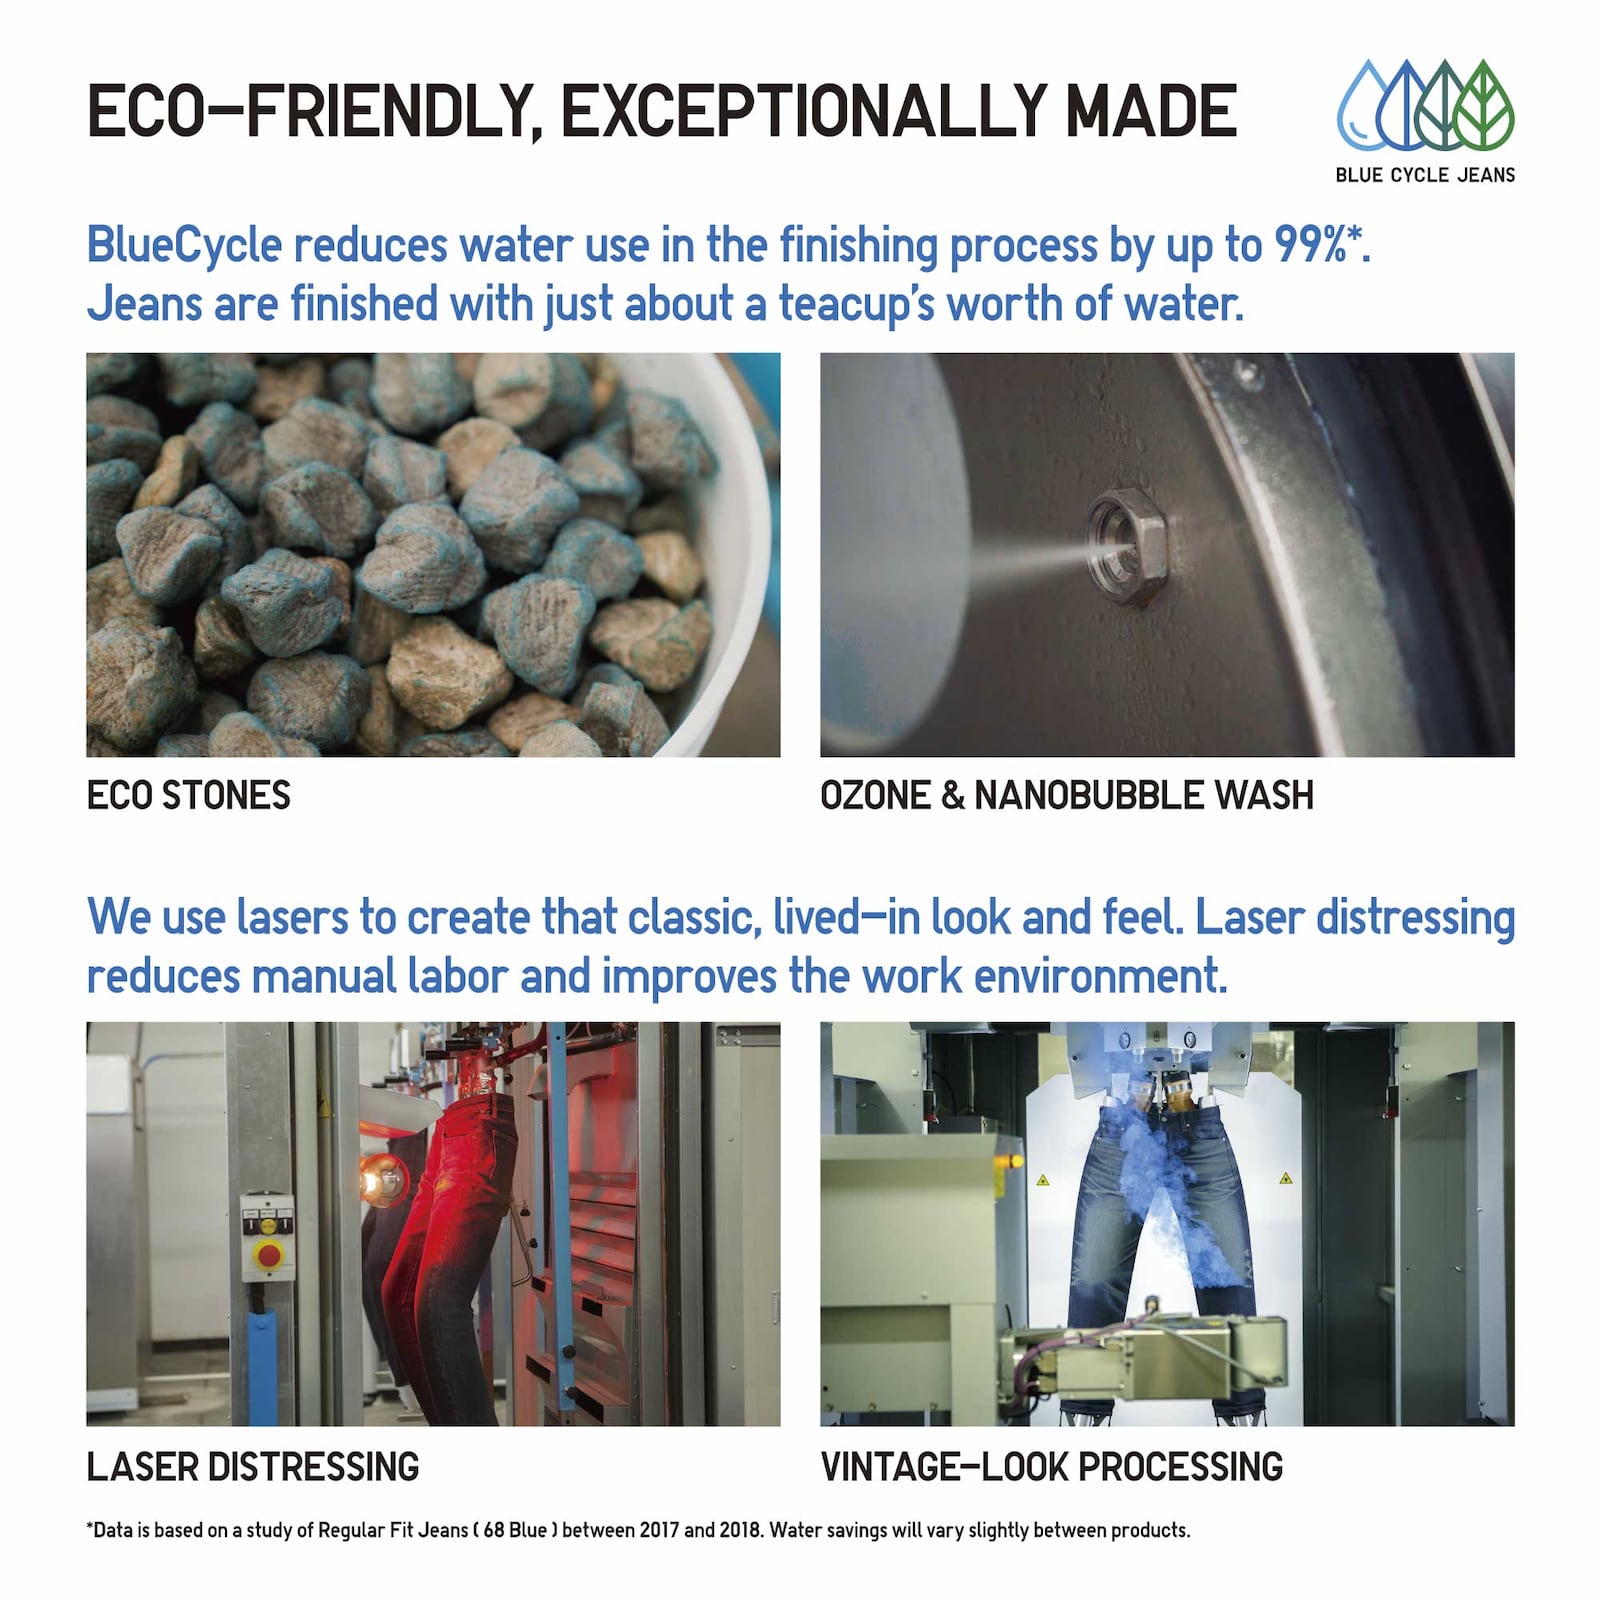 ECO–FRIENDLY, EXCEPTIONALLY MADE
BLUE CYCLE JEANS
BlueCycle reduces water use in the finishing process by up to 99%*.
Jeans are finished with just about a teacup’s worth of water.
ECO STONES
OZONE & NANOBUBBLE WASH
We use lasers to create that classic, lived–in look and feel. Laser distressing
reduces manual labor and improves the work environment.
LASER DISTRESSING
VINTAGE–LOOK PROCESSING
*Data is based on a study of Regular Fit Jeans ( 68 Blue ) between 2017 and 2018. Water savings will vary slightly between products.